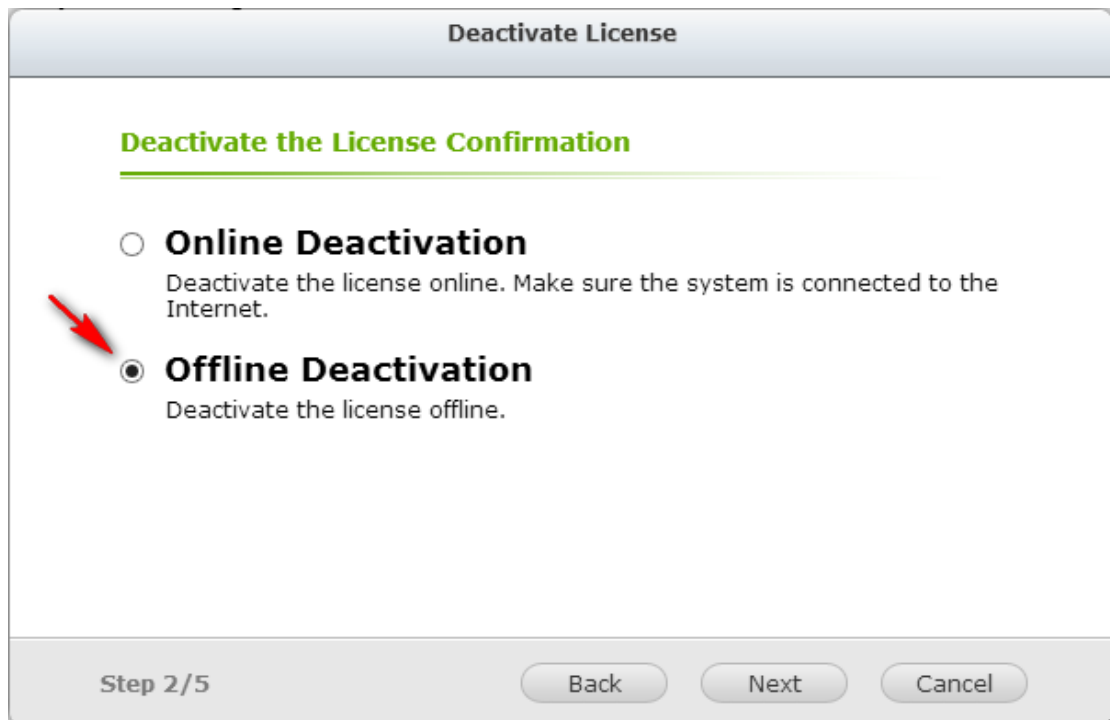 Deactivate License
Deactivate the License Confirmation
Online Deactivation
Deactivate the license online. Make sure the system is connected to the
Internet.
Offline Deactivation
Deactivate the license offline.
Step 2/5
Back
Next
Cancel